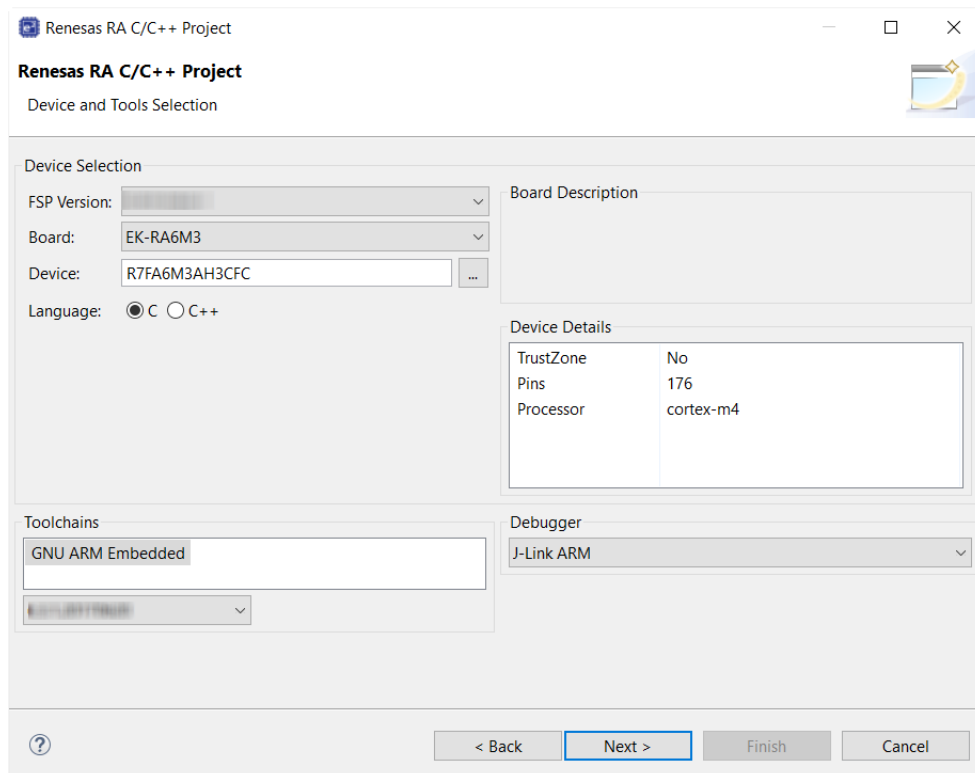 Renesas RA C/C++ Project
Renesas RA C/C++ Project
Device and Tools Selection
Device Selection
FSP Version:
Board: EK-RA6M3
Device: R7FA6M3AH3CFC ...
Language: C C++
Board Description
Device Details
TrustZone No
Pins 176
Processor cortex-m4
Toolchains
GNU ARM Embedded
Debugger
J-Link ARM
? < Back Next > Finish Cancel